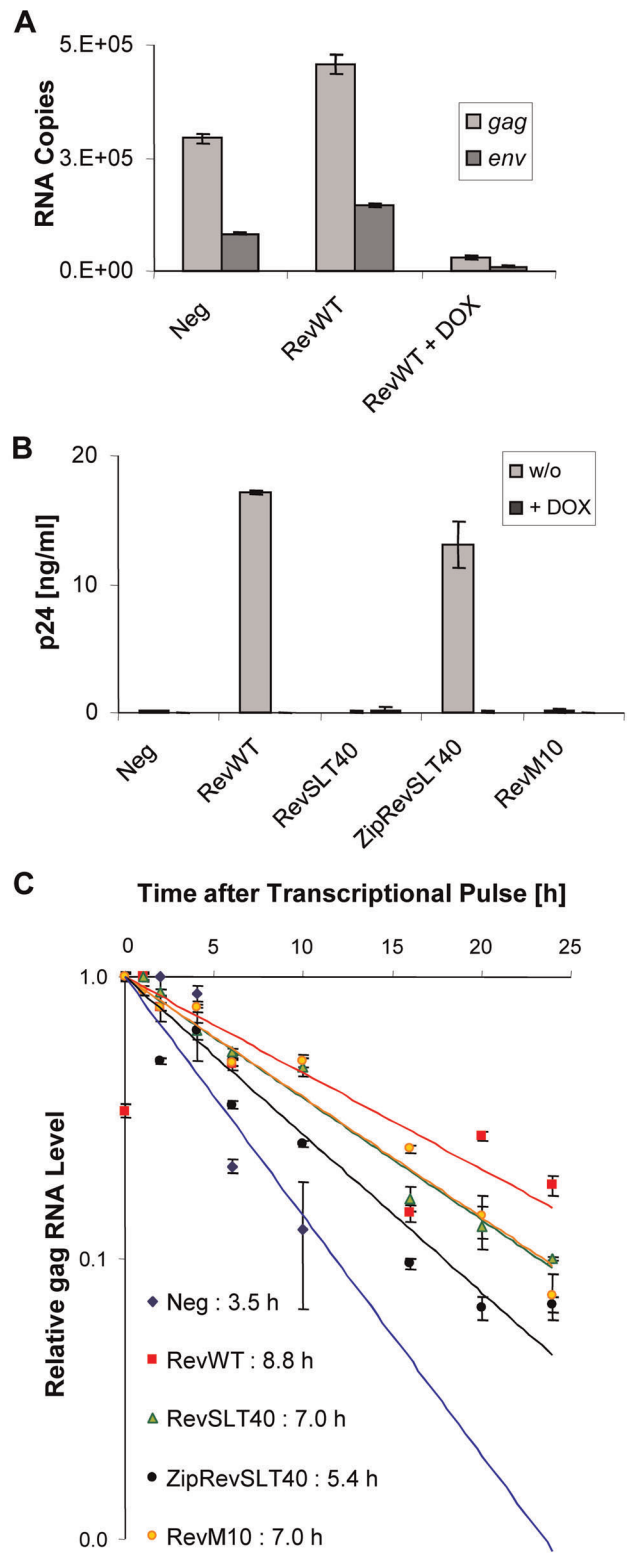 A
5.E+05
3.E+05
0.E+00
RNA Copies
gag
env
Neg
RevWT
RevWT + DOX
B
20
10
0
p24 [ng/ml]
w/o
+ DOX
Neg
RevWT
RevSLT40
ZipRevSLT40
RevM10
C
Time after Transcriptional Pulse [h]
0 5 10 15 20 25
1.0
0.1
0.0
Relative gag RNA Level
Neg : 3.5 h
RevWT : 8.8 h
RevSLT40 : 7.0 h
ZipRevSLT40 : 5.4 h
RevM10 : 7.0 h